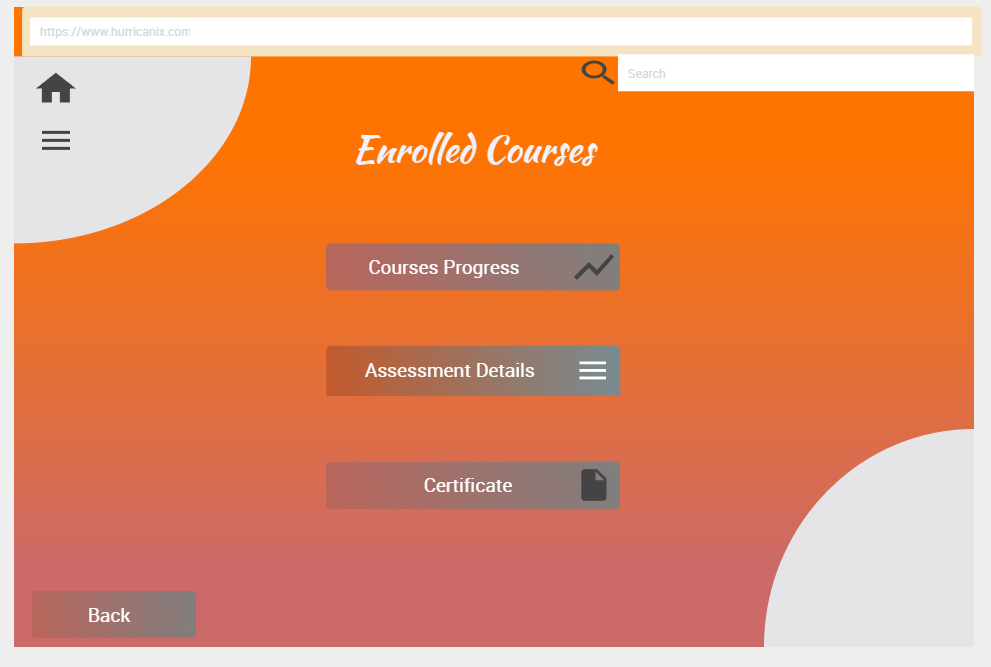 https://www.hurricanix.com
Search
Enrolled Courses
Courses Progress
Assessment Details
Certificate
Back